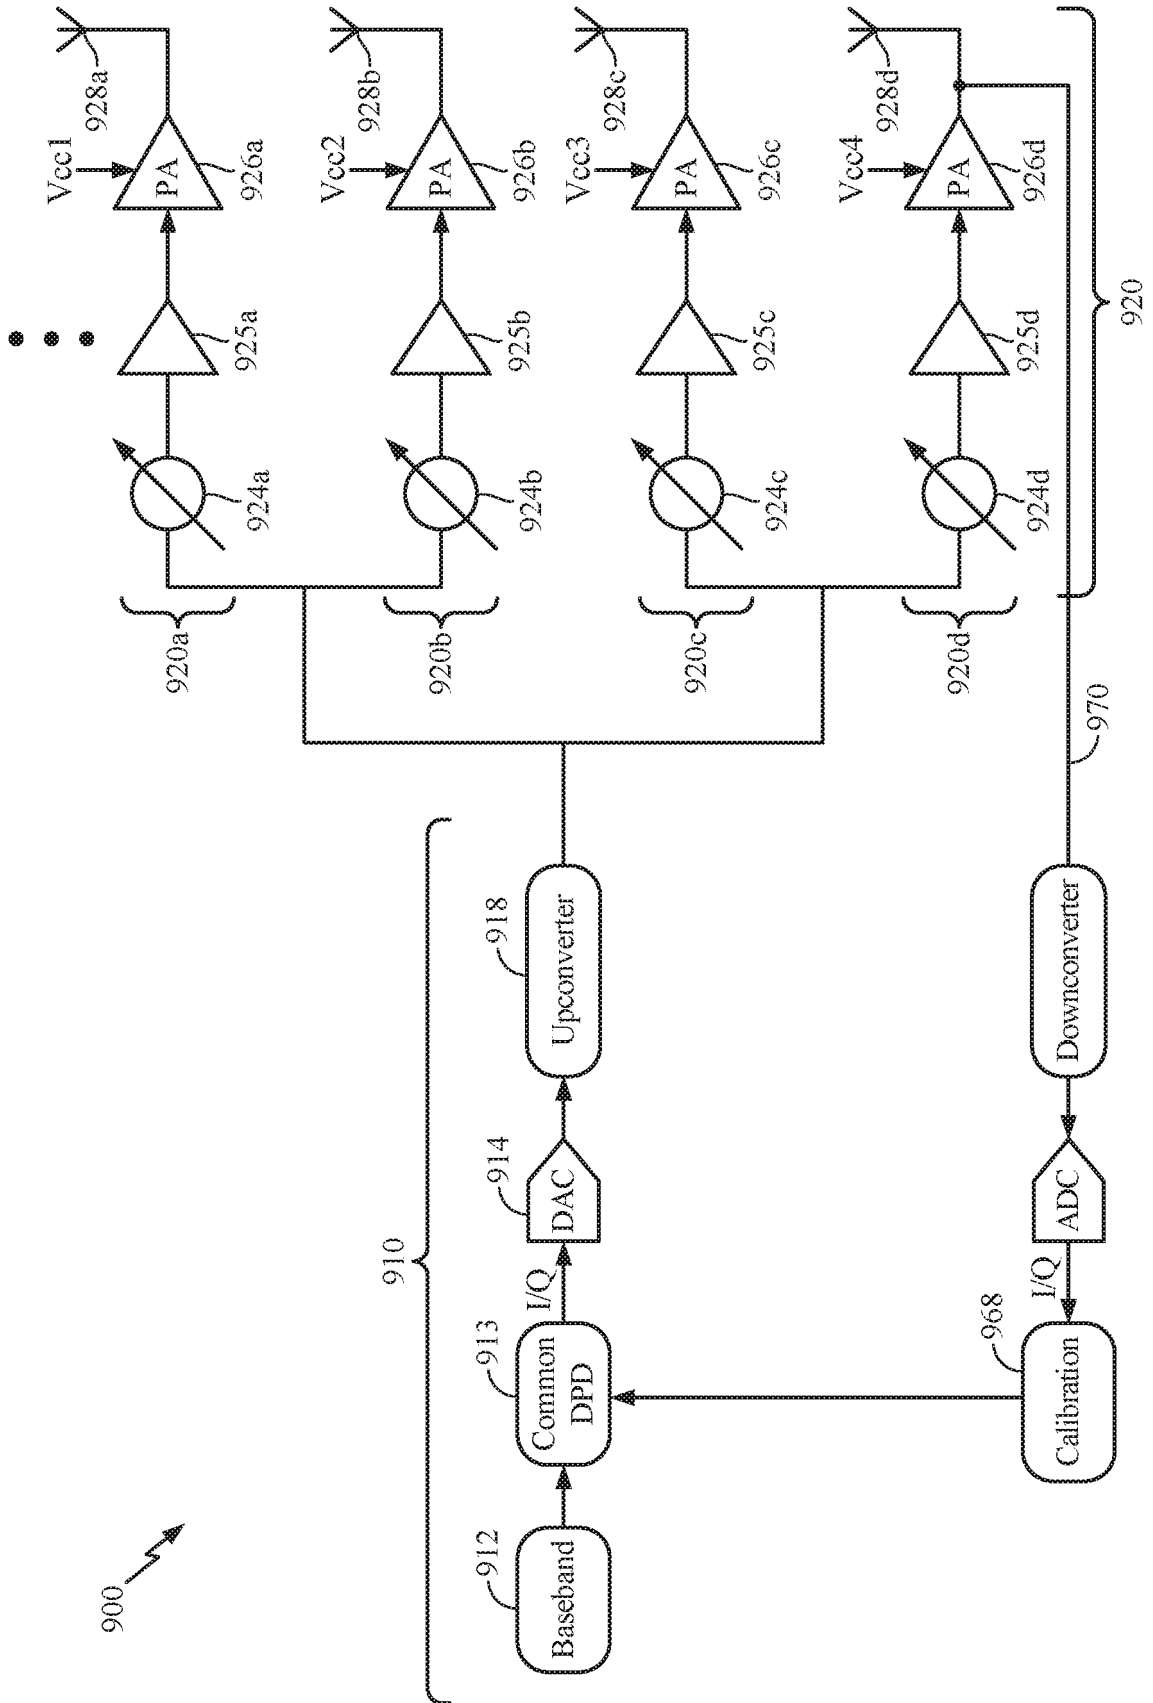 900
910
912
Baseband
913
Common
DPD
I/Q
914
DAC
918
Upconverter
968
Calibration
I/Q
ADC
Downconverter
970
920
920a
924a
925a
Vcc1
PA
926a
928a
920b
924b
925b
Vcc2
PA
926b
928b
920c
924c
925c
Vcc3
PA
926c
928c
920d
924d
925d
Vcc4
PA
926d
928d